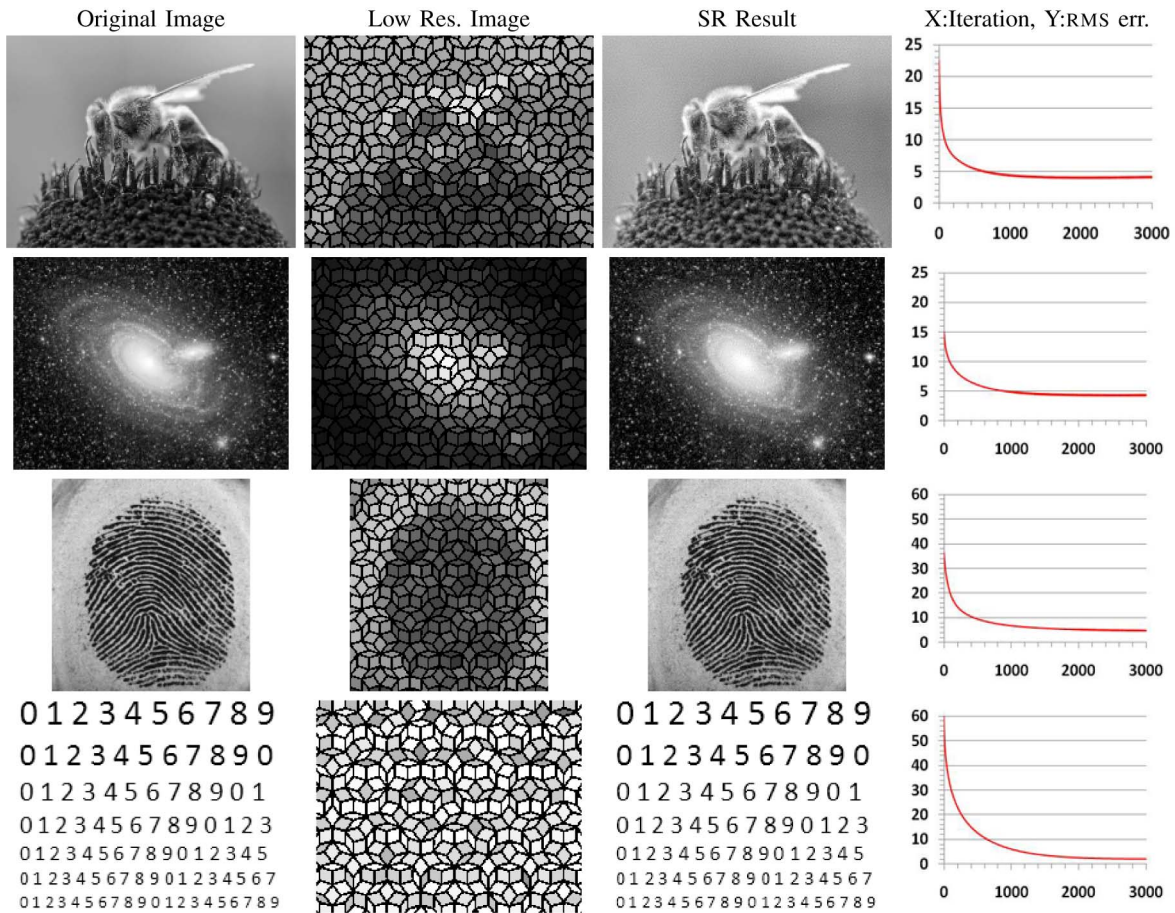 Original Image Low Res. Image SR Result X:Iteration, Y:RMS err.
25
20
15
10
5
0
0 1000 2000 3000
25
20
15
10
5
0
0 1000 2000 3000
60
50
40
30
20
10
0
0 1000 2000 3000
0 1 2 3 4 5 6 7 8 9
0 1 2 3 4 5 6 7 8 9 0
0 1 2 3 4 5 6 7 8 9 0 1
0 1 2 3 4 5 6 7 8 9 0 1 2 3
0 1 2 3 4 5 6 7 8 9 0 1 2 3 4 5
0 1 2 3 4 5 6 7 8 9 0 1 2 3 4 5 6 7
0 1 2 3 4 5 6 7 8 9 0 1 2 3 4 5 6 7 8 9
0 1 2 3 4 5 6 7 8 9
0 1 2 3 4 5 6 7 8 9 0
0 1 2 3 4 5 6 7 8 9 0 1
0 1 2 3 4 5 6 7 8 9 0 1 2 3
0 1 2 3 4 5 6 7 8 9 0 1 2 3 4 5
0 1 2 3 4 5 6 7 8 9 0 1 2 3 4 5 6 7
0 1 2 3 4 5 6 7 8 9 0 1 2 3 4 5 6 7 8 9
60
50
40
30
20
10
0
0 1000 2000 3000